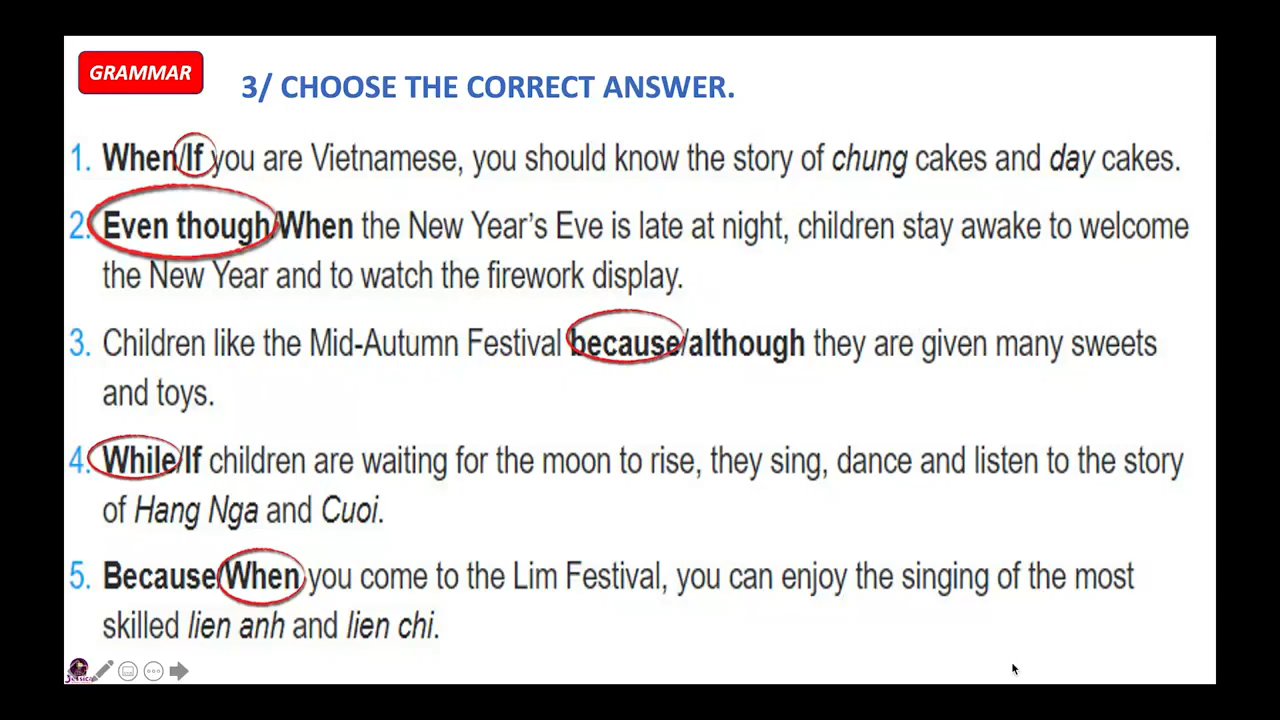 GRAMMAR
3/ CHOOSE THE CORRECT ANSWER.
1. When/If you are Vietnamese, you should know the story of chung cakes and day cakes.
2. Even though/When the New Year's Eve is late at night, children stay awake to welcome
the New Year and to watch the firework display.
3. Children like the Mid-Autumn Festival because/although they are given many sweets
and toys.
4. While/If children are waiting for the moon to rise, they sing, dance and listen to the story
of Hang Nga and Cuoi.
5. Because/When you come to the Lim Festival, you can enjoy the singing of the most
skilled lien anh and lien chi.
Jessica